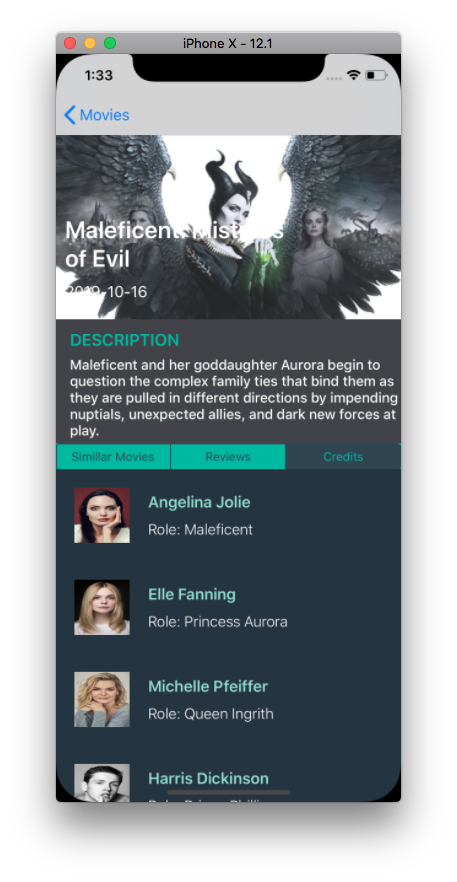 iPhone X - 12.1
1:33
Movies
Maleficent: Mistress
of Evil
2019-10-16
DESCRIPTION
Maleficent and her goddaughter Aurora begin to
question the complex family ties that bind them as
they are pulled in different directions by impending
nuptials, unexpected allies, and dark new forces at
play.
Simillar Movies Reviews Credits
Angelina Jolie
Role: Maleficent
Elle Fanning
Role: Princess Aurora
Michelle Pfeiffer
Role: Queen Ingrith
Harris Dickinson